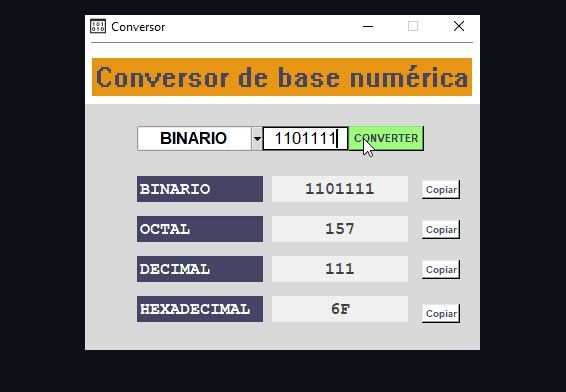 Conversor
Conversor de base numérica
BINARIO 1101111 CONVERTER
BINARIO 1101111 Copiar
OCTAL 157 Copiar
DECIMAL 111 Copiar
HEXADECIMAL 6F Copiar